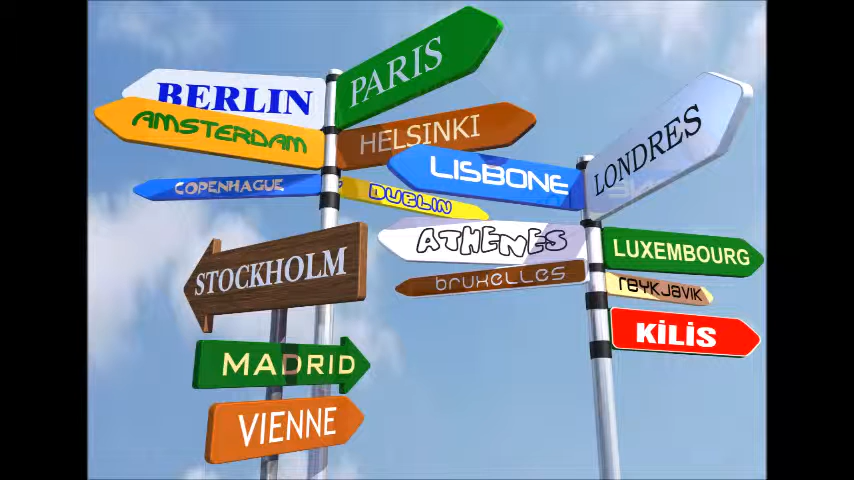 PARIS
BERLIN
AMSTERDAM
HELSINKI
COPENHAGUE
DUBLIN
STOCKHOLM
MADRID
VIENNE
LONDRES
LISBONE
ATHENES
LUXEMBOURG
bruxelles
reykjavik
KİLİS